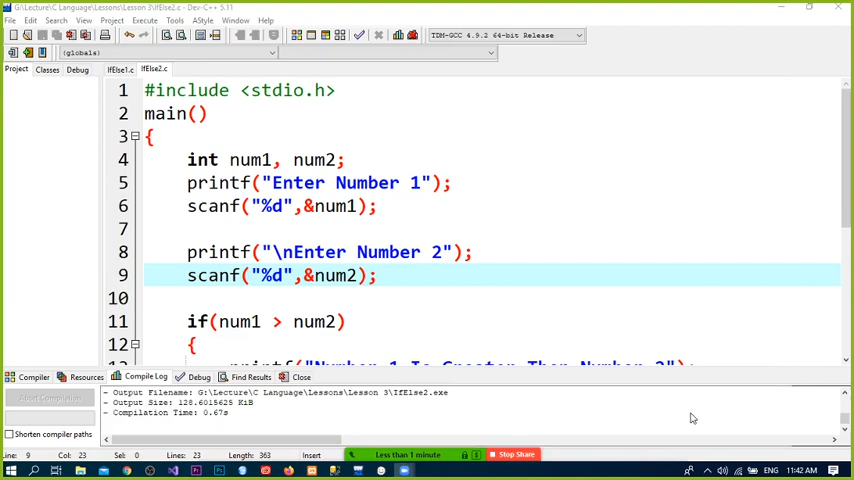 G:\Lecture\C Language\Lessons\Lesson 3\IfElse2.c - Dev-C++ 5.11
File Edit Search View Project Execute Tools AStyle Window Help
TDM-GCC 4.9.2 64-bit Release
(globals)
Project Classes Debug IfElse1.c IfElse2.c
1 #include <stdio.h>
2 main()
3 {
4 int num1, num2;
5 printf("Enter Number 1");
6 scanf("%d",&num1);
7
8 printf("\nEnter Number 2");
9 scanf("%d",&num2);
10
11 if(num1 > num2)
12 {
13 printf("Number 1 Is Greater Then Number 2");
Compiler Resources Compile Log Debug Find Results Close
Abort Compilation
Shorten compiler paths
- Output Filename: G:\Lecture\C Language\Lessons\Lesson 3\IfElse2.exe
- Output Size: 128.6015625 KiB
- Compilation Time: 0.67s
Line: 9 Col: 23 Sel: 0 Lines: 23 Length: 363 Insert
Less than 1 minute Stop Share
ENG 11:42 AM